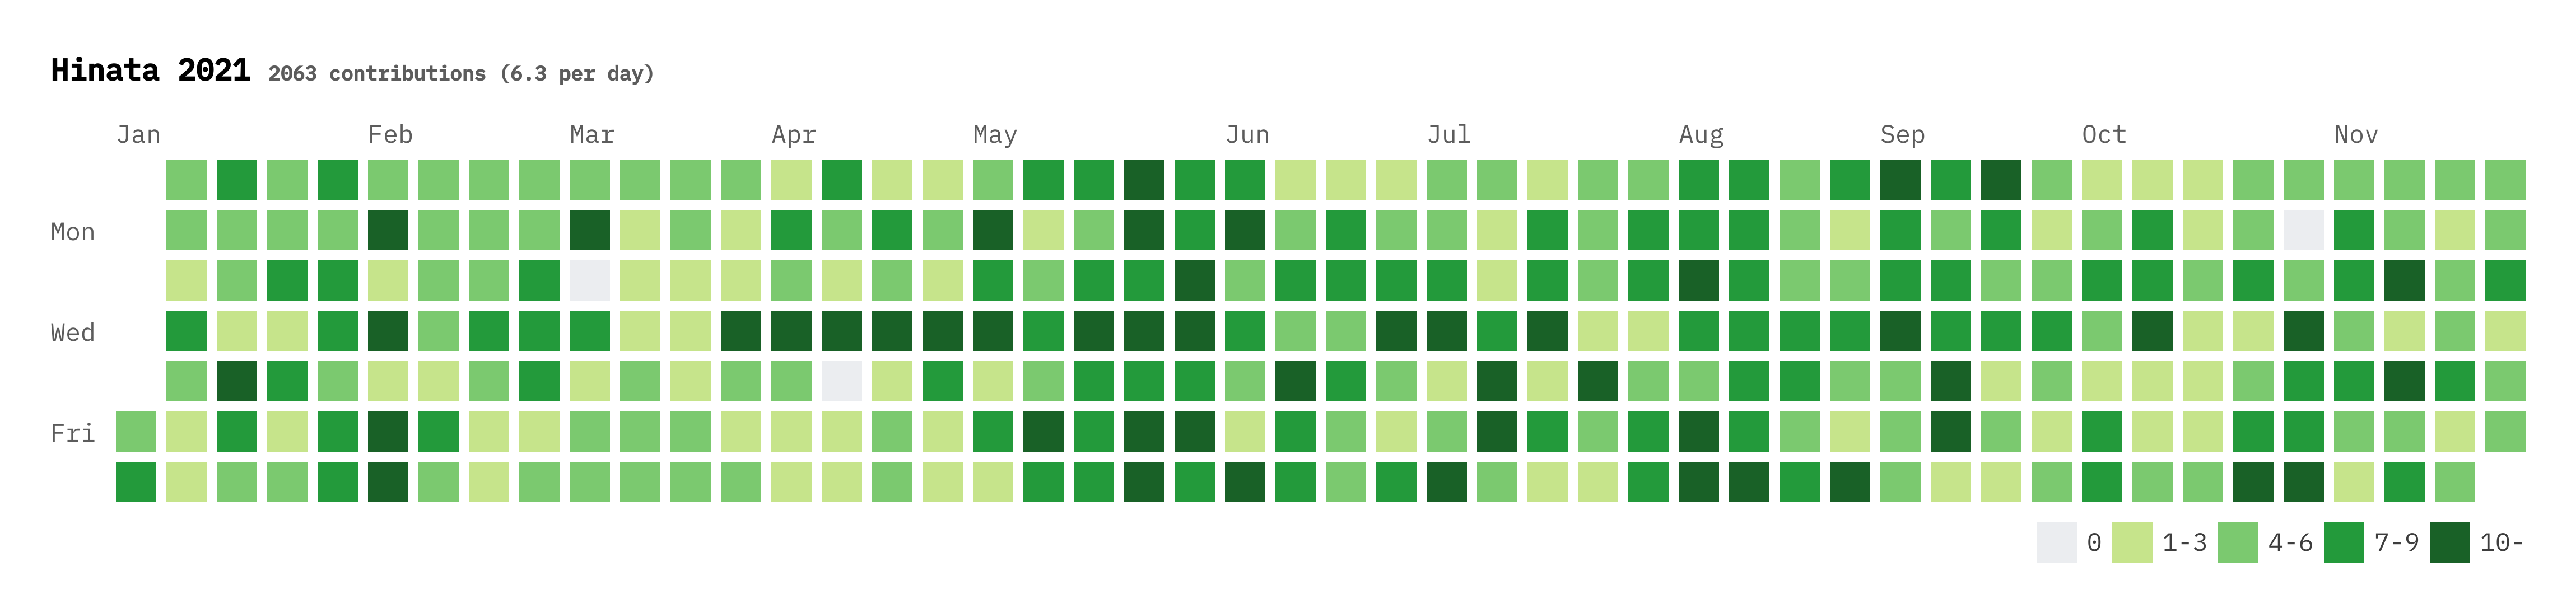 Hinata 2021 2063 contributions (6.3 per day)
Jan Feb Mar Apr May Jun Jul Aug Sep Oct Nov
Mon
Wed
Fri
0 1-3 4-6 7-9 10-